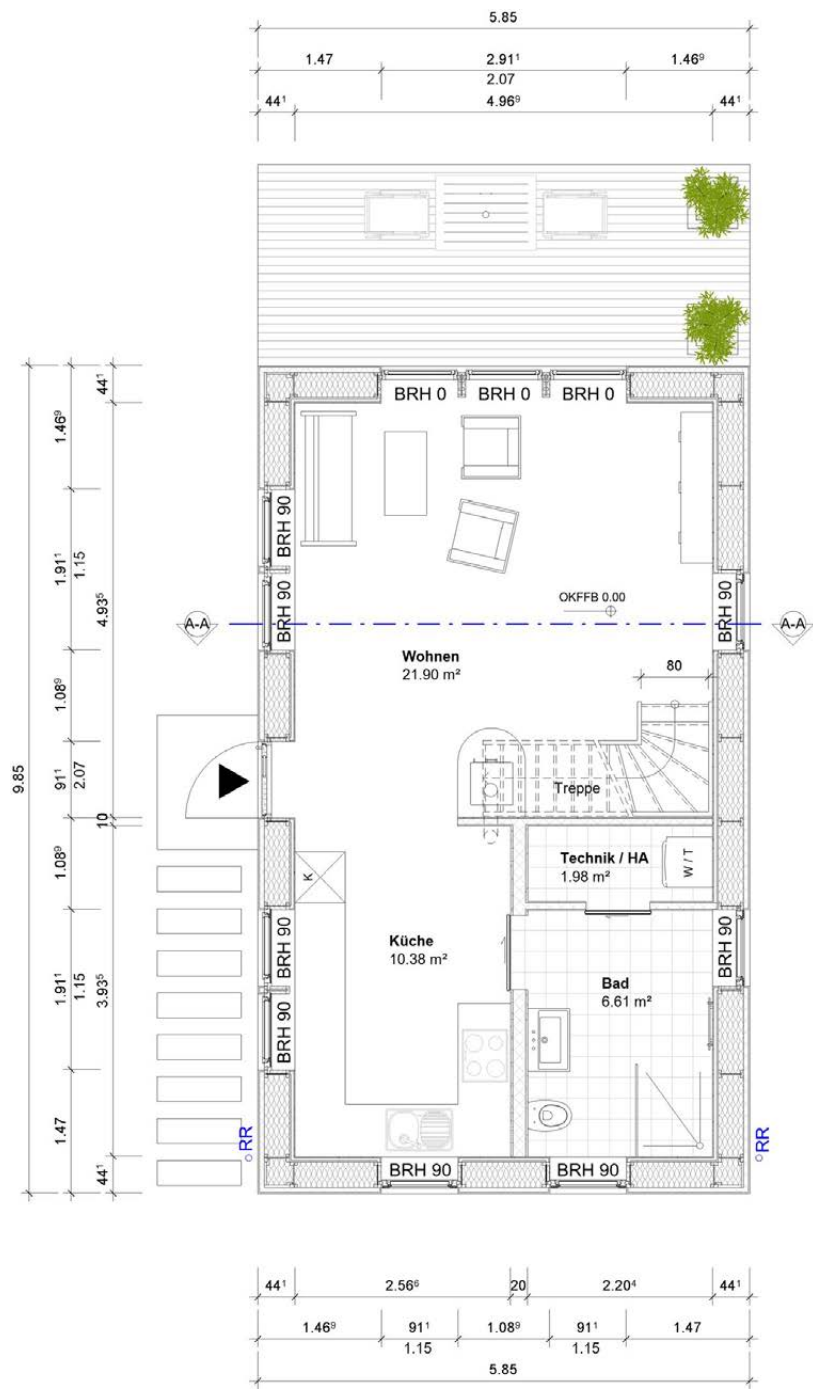 5.85
1.47 2.91¹ 1.46⁹
2.07
44¹ 4.96⁹ 44¹
BRH 0 BRH 0 BRH 0
44¹
1.46⁹
BRH 90
1.91¹
1.15
4.93⁵
BRH 90
BRH 90
OKFFB 0.00
A-A
A-A
Wohnen
21.90 m²
80
1.08⁹
9.85
91¹
2.07
10
Treppe
Technik / HA
1.98 m²
W / T
1.08⁹
K
Küche
10.38 m²
BRH 90
BRH 90
Bad
6.61 m²
1.91¹
1.15
3.93⁵
BRH 90
1.47
44¹
RR
RR
BRH 90 BRH 90
44¹ 2.56⁶ 20 2.20⁴ 44¹
1.46⁹ 91¹ 1.08⁹ 91¹ 1.47
1.15 1.15
5.85